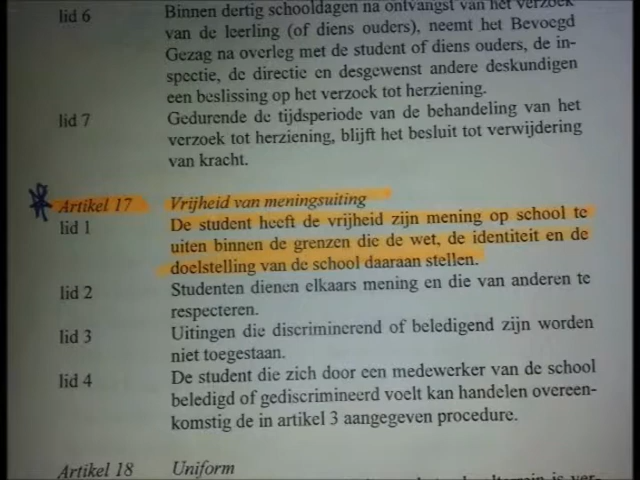 lid 6 Binnen dertig schooldagen na ontvangst van het verzoek
van de leerling (of diens ouders), neemt het Bevoegd
Gezag na overleg met de student of diens ouders, de in-
spectie, de directie en desgewenst andere deskundigen
een beslissing op het verzoek tot herziening.
lid 7 Gedurende de tijdsperiode van de behandeling van het
verzoek tot herziening, blijft het besluit tot verwijdering
van kracht.
Artikel 17 Vrijheid van meningsuiting
lid 1 De student heeft de vrijheid zijn mening op school te
uiten binnen de grenzen die de wet, de identiteit en de
doelstelling van de school daaraan stellen.
lid 2 Studenten dienen elkaars mening en die van anderen te
respecteren.
lid 3 Uitingen die discriminerend of beledigend zijn worden
niet toegestaan.
lid 4 De student die zich door een medewerker van de school
beledigd of gediscrimineerd voelt kan handelen overeen-
komstig de in artikel 3 aangegeven procedure.
Artikel 18 Uniform
is ver-